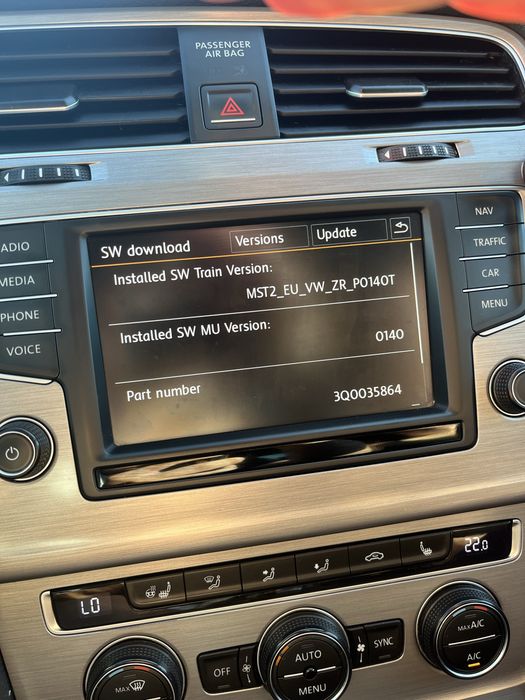 PASSENGER
AIR BAG
RADIO
MEDIA
PHONE
VOICE
SW download
Versions
Update
Installed SW Train Version:
MST2_EU_VW_ZR_P0140T
Installed SW MU Version:
0140
Part number
3Q0035864
NAV
TRAFFIC
CAR
MENU
LO
22.0
MAX
OFF
AUTO
MENU
SYNC
MAX A/C
A/C